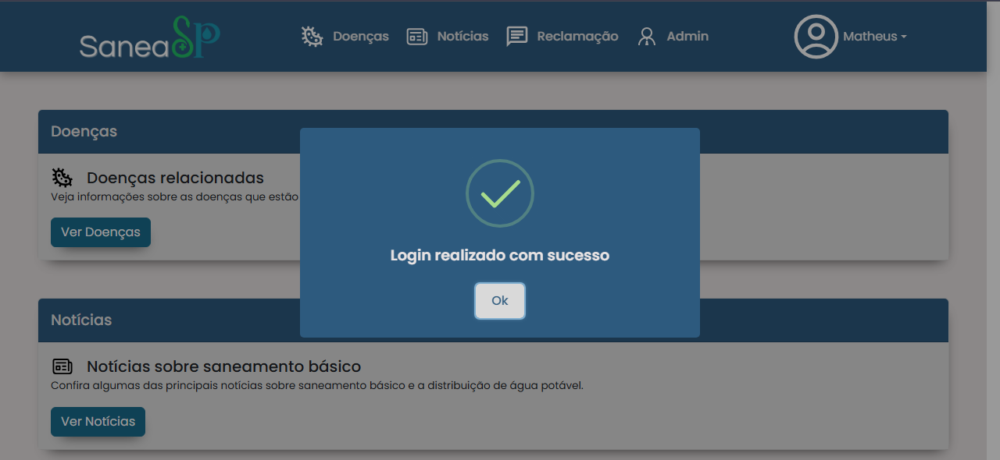 SaneaSP
Doenças
Notícias
Reclamação
Admin
Matheus
Doenças
Doenças relacionadas
Veja informações sobre as doenças que estão
Ver Doenças
Login realizado com sucesso
Ok
Notícias
Notícias sobre saneamento básico
Confira algumas das principais notícias sobre saneamento básico e a distribuição de água potável.
Ver Notícias